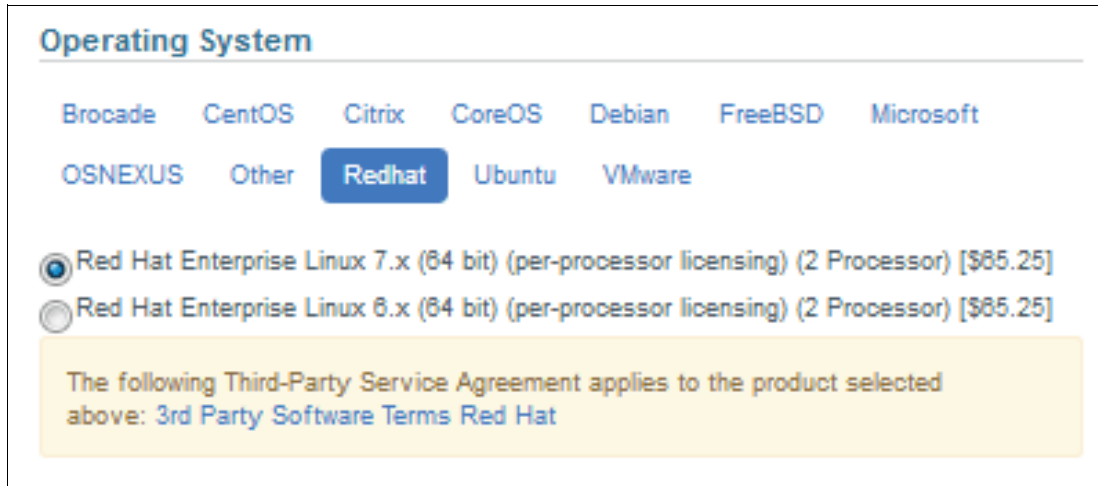 Operating System
Brocade CentOS Citrix CoreOS Debian FreeBSD Microsoft
OSNEXUS Other Redhat Ubuntu VMware
Red Hat Enterprise Linux 7.x (64 bit) (per-processor licensing) (2 Processor) [$65.25]
Red Hat Enterprise Linux 6.x (64 bit) (per-processor licensing) (2 Processor) [$65.25]
The following Third-Party Service Agreement applies to the product selected
above: 3rd Party Software Terms Red Hat